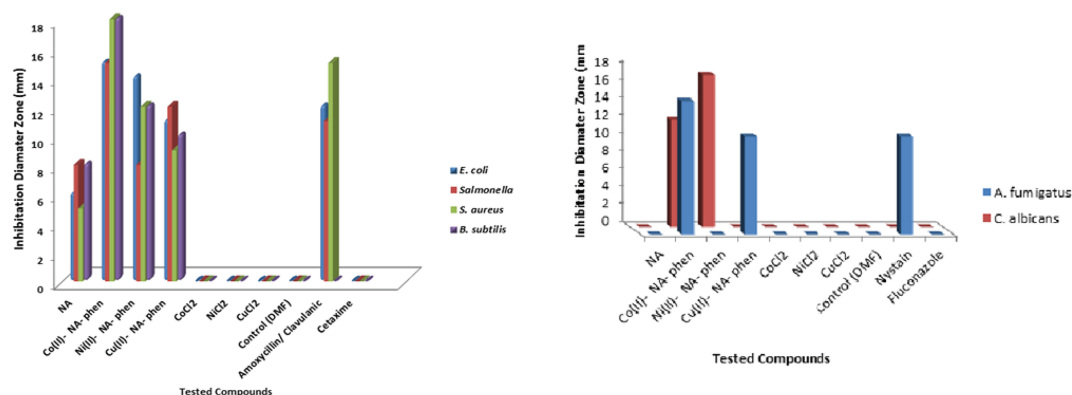 18
16
14
12
10
8
6
4
2
0
Inhibitation Diamater Zone (mm)
NA
Co(II)- NA- phen
Ni(II)- NA- phen
Cu(II)- NA- phen
CoCl2
NiCl2
CuCl2
Control (DMF)
Amoxycillin/ Clavulanic
Cetaxime
Tested Compounds
E. coli
Salmonella
S. aureus
B. subtilis
18
16
14
12
10
8
6
4
2
0
Inhibitation Diameter Zone (mm
NA
Co(II)- NA- phen
Ni(II)- NA- phen
Cu(II)- NA- phen
CoCl2
NiCl2
CuCl2
Control (DMF)
Nystain
Fluconazole
Tested Compounds
A. fumigatus
C. albicans